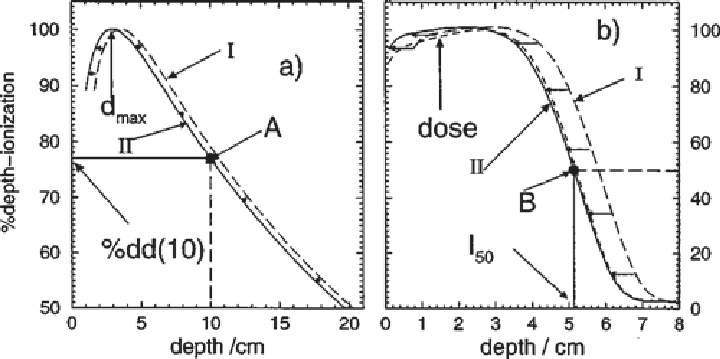 %depth-ionization
100
90
80
70
60
50
0
5
10
15
20
depth /cm
a)
I
d max
II
A
%dd(10)
b)
I
dose
II
B
I 50
0
1
2
3
4
5
6
7
8
depth / cm
100
80
60
40
20
0